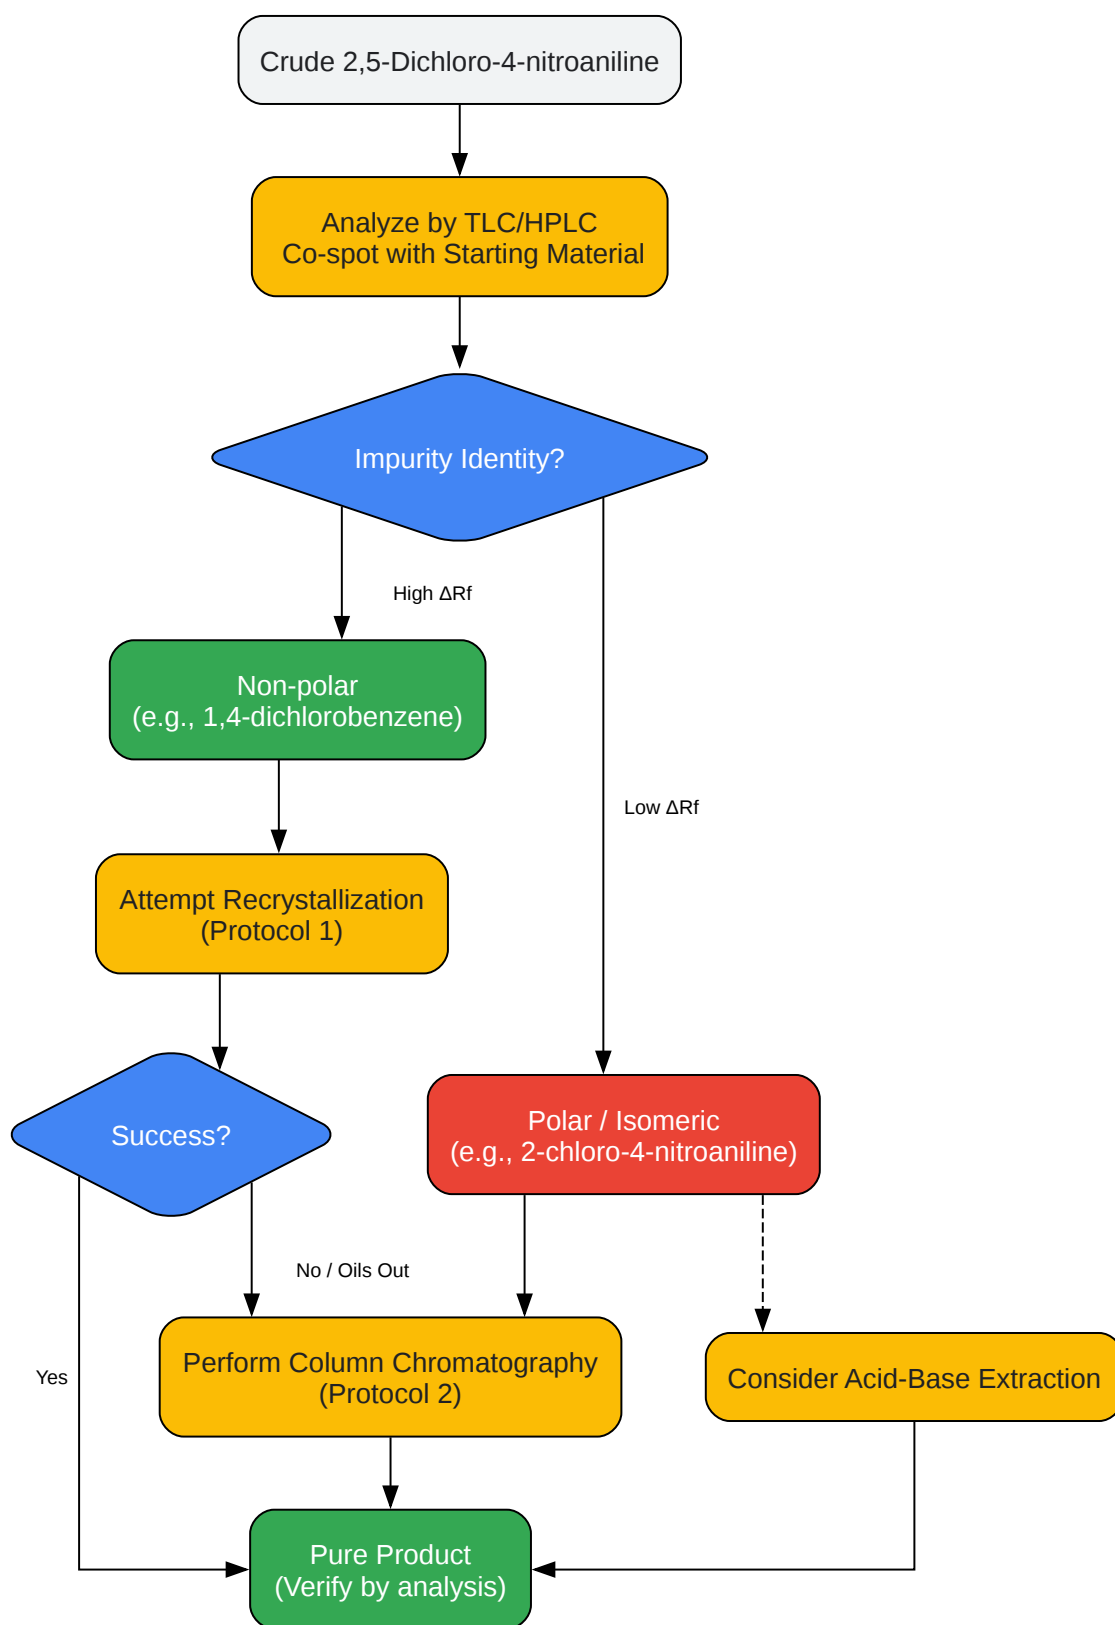 Crude 2,5-Dichloro-4-nitroaniline
Analyze by TLC/HPLC
Co-spot with Starting Material
Impurity Identity?
High ΔRf
Non-polar
(e.g., 1,4-dichlorobenzene)
Low ΔRf
Attempt Recrystallization
(Protocol 1)
Success?
Polar / Isomeric
(e.g., 2-chloro-4-nitroaniline)
No / Oils Out
Yes
Perform Column Chromatography
(Protocol 2)
Consider Acid-Base Extraction
Pure Product
(Verify by analysis)